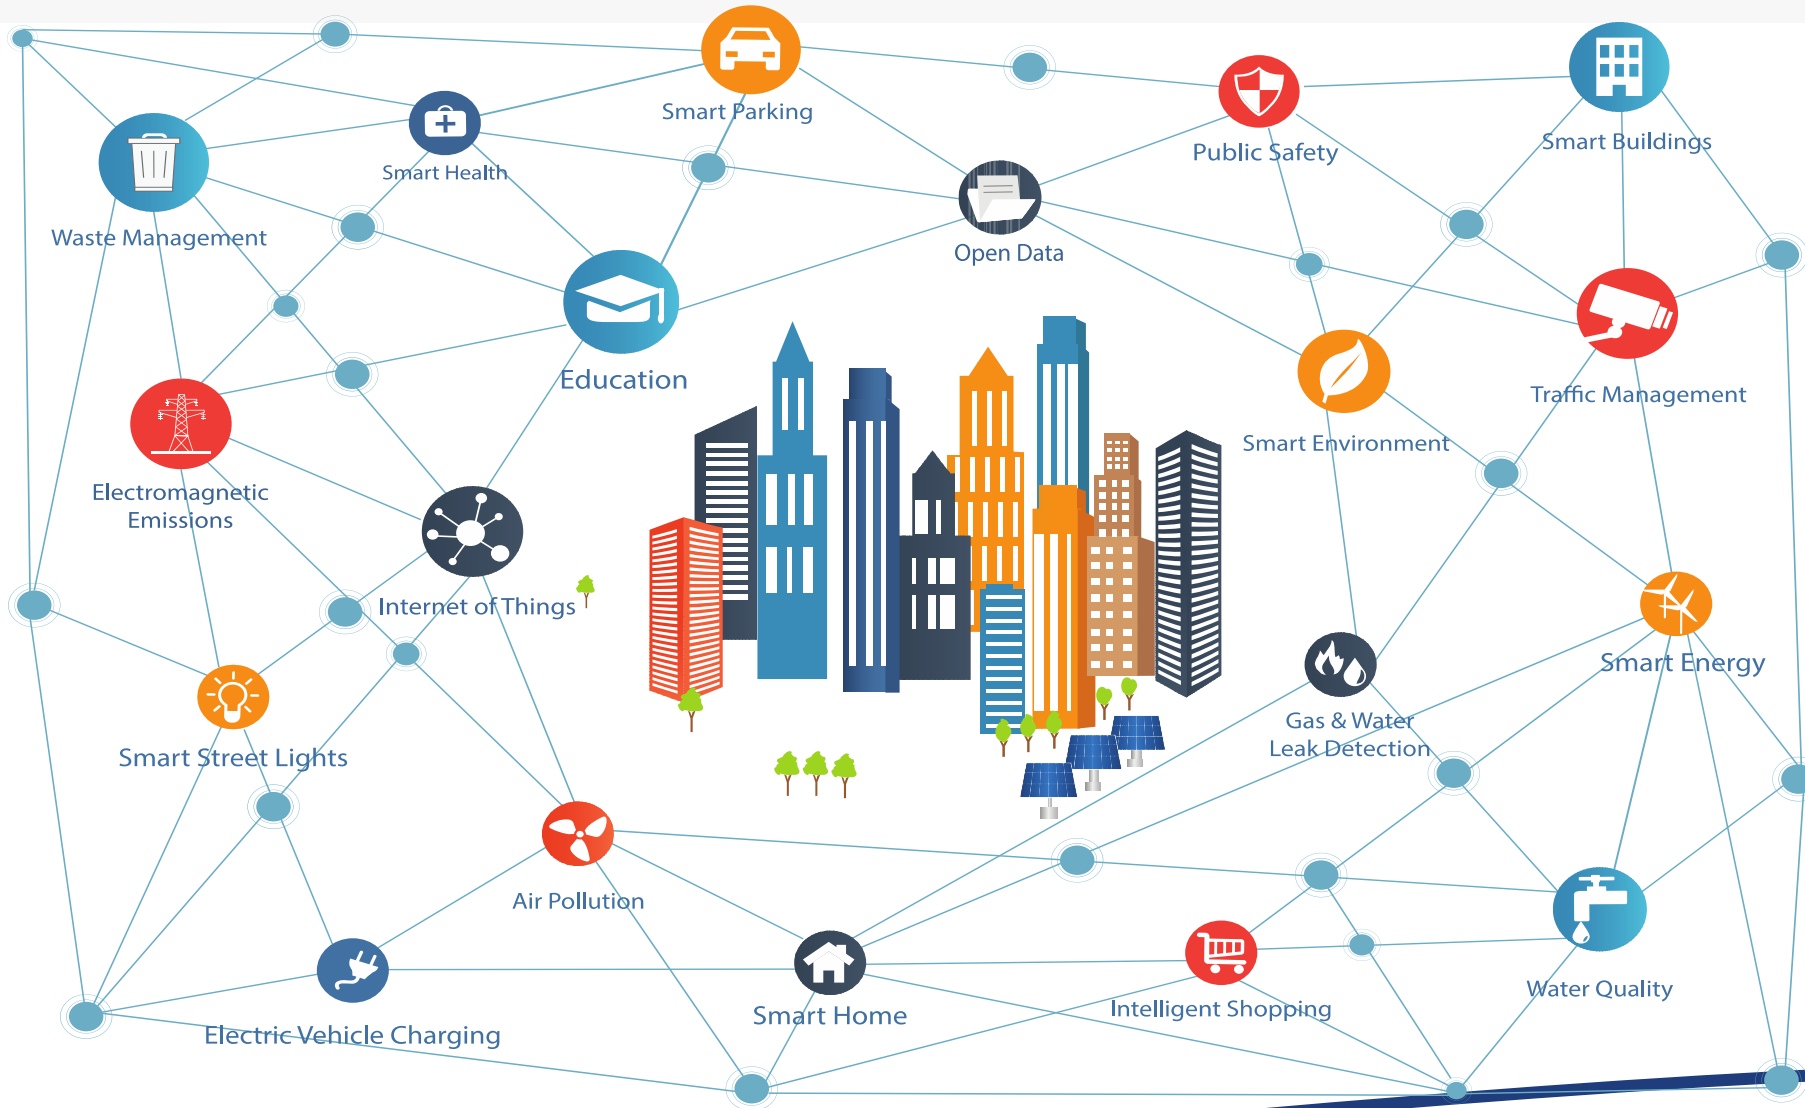 Smart Parking
Public Safety
Smart Buildings
Smart Health
Waste Management
Open Data
Education
Traffic Management
Smart Environment
Electromagnetic
Emissions
Internet of Things
Smart Energy
Gas & Water
Leak Detection
Smart Street Lights
Air Pollution
Water Quality
Intelligent Shopping
Smart Home
Electric Vehicle Charging